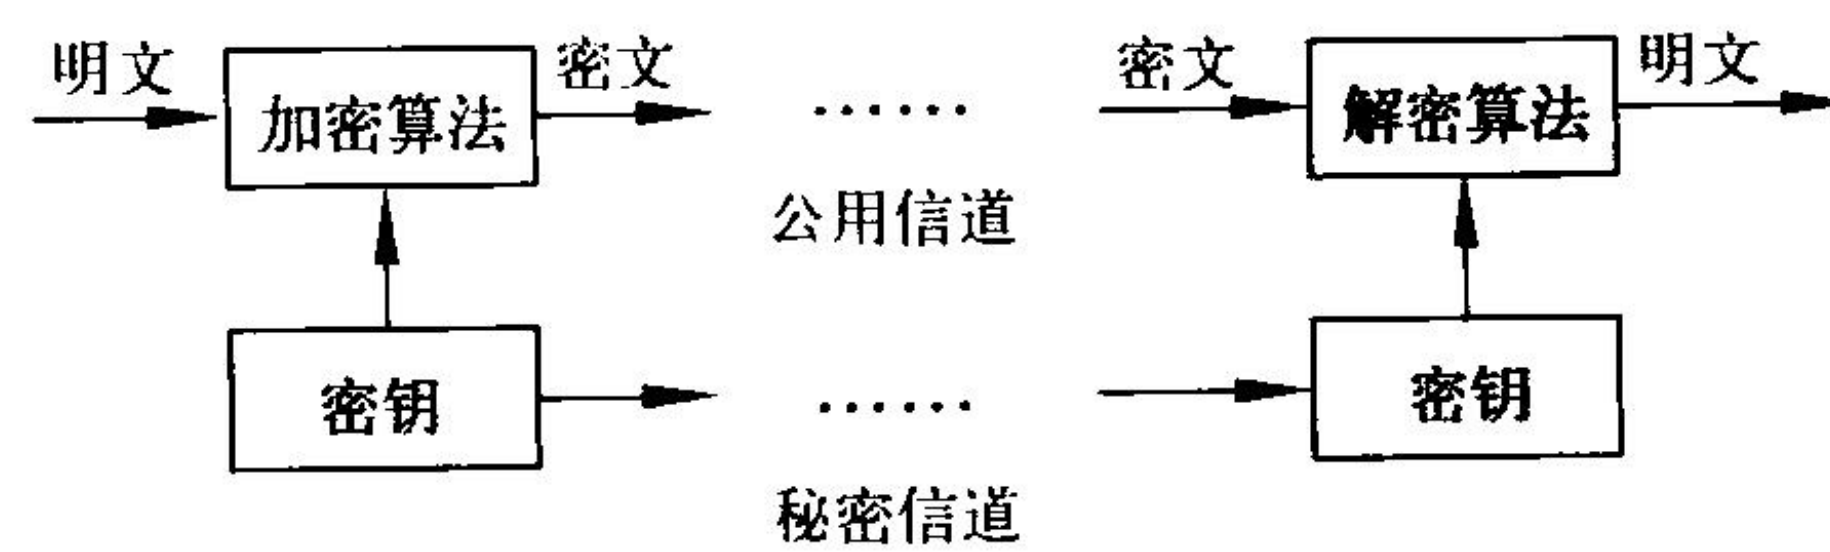 明文 加密算法 密文 …… 密文 解密算法 明文
公用信道
密钥 …… 密钥
秘密信道